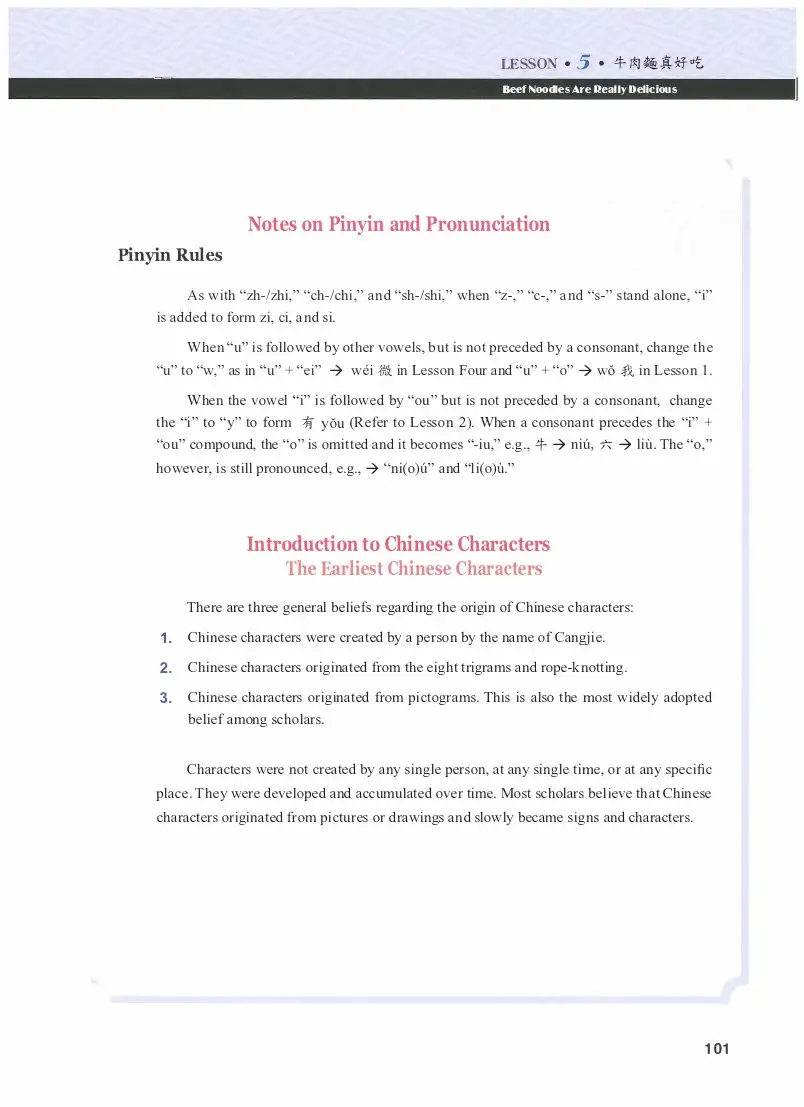 LESSON • 5 • 牛肉麵真好吃
Beef Noodles Are Really Delicious
Notes on Pinyin and Pronunciation
Pinyin Rules
As with “zh-/zhi,” “ch-/chi,” and “sh-/shi,” when “z-,” “c-,” and “s-” stand alone, “i”
is added to form zi, ci, and si.
When “u” is followed by other vowels, but is not preceded by a consonant, change the
“u” to “w,” as in “u” + “ei” → wéi 微 in Lesson Four and “u” + “o” → wǒ 我 in Lesson 1.
When the vowel “i” is followed by “ou” but is not preceded by a consonant, change
the “i” to “y” to form 有 yǒu (Refer to Lesson 2). When a consonant precedes the “i” +
“ou” compound, the “o” is omitted and it becomes “-iu,” e.g., 牛 → niú, 六 → liù. The “o,”
however, is still pronounced, e.g., → “ni(o)ú” and “li(o)ù.”
Introduction to Chinese Characters
The Earliest Chinese Characters
There are three general beliefs regarding the origin of Chinese characters:
1. Chinese characters were created by a person by the name of Cangjie.
2. Chinese characters originated from the eight trigrams and rope-knotting.
3. Chinese characters originated from pictograms. This is also the most widely adopted
belief among scholars.
Characters were not created by any single person, at any single time, or at any specific
place. They were developed and accumulated over time. Most scholars believe that Chinese
characters originated from pictures or drawings and slowly became signs and characters.
101